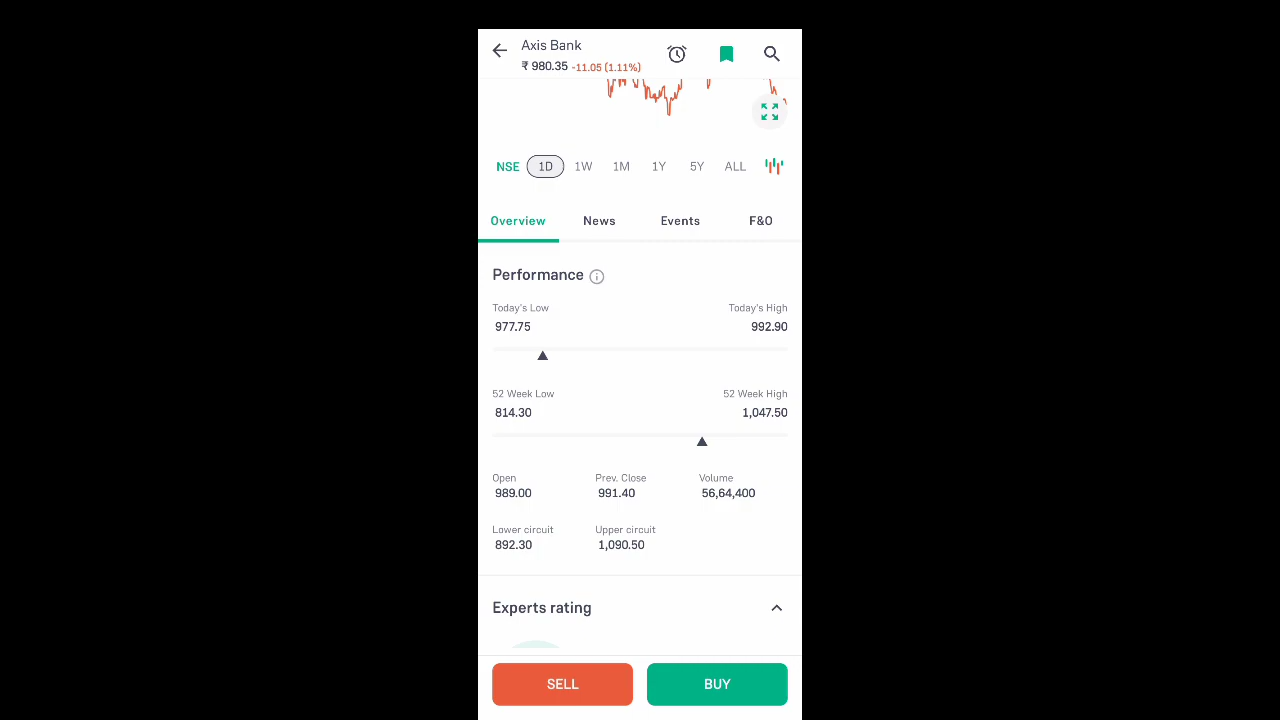 Axis Bank
₹ 980.35 -11.05 (1.11%)
NSE 1D 1W 1M 1Y 5Y ALL
Overview News Events F&O
Performance
Today's Low Today's High
977.75 992.90
52 Week Low 52 Week High
814.30 1,047.50
Open Prev. Close Volume
989.00 991.40 56,64,400
Lower circuit Upper circuit
892.30 1,090.50
Experts rating
SELL BUY